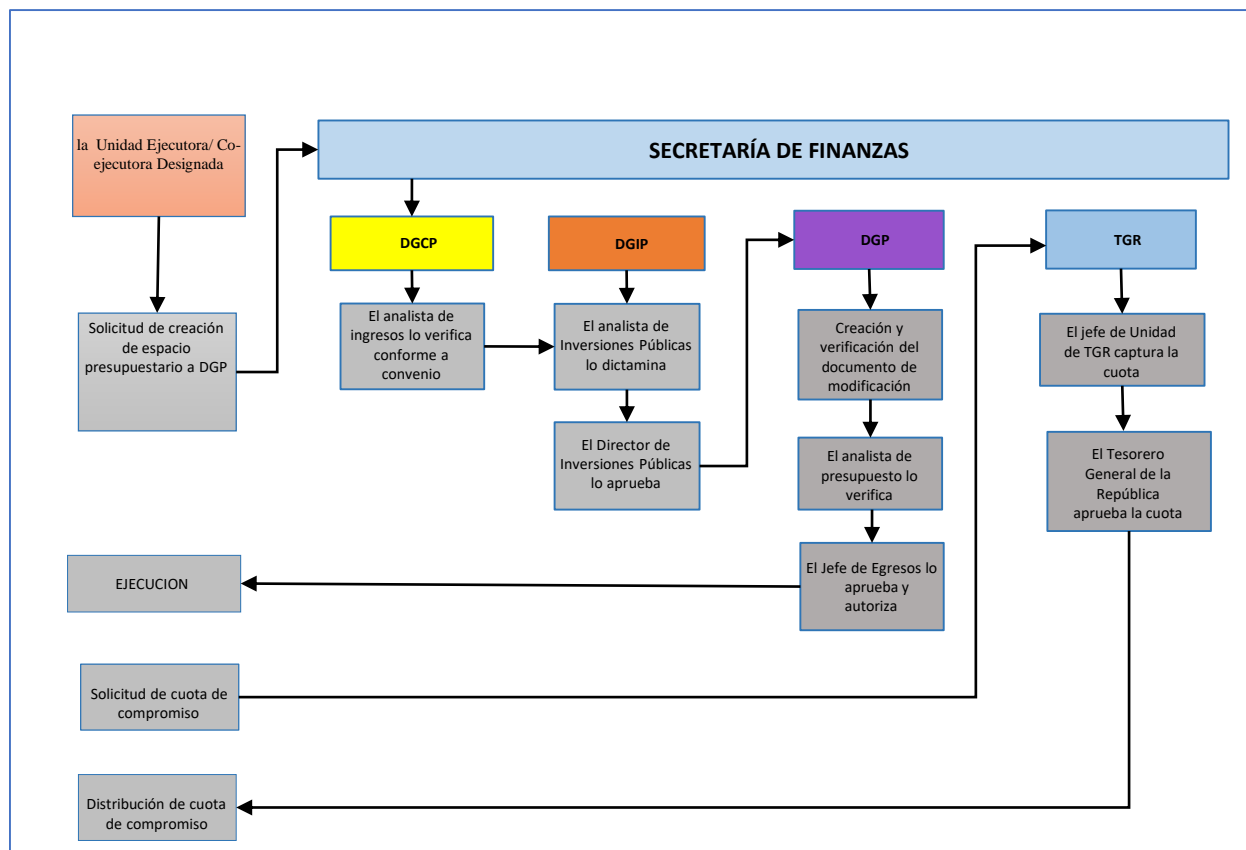 la Unidad Ejecutora/ Co-
ejecutora Designada
SECRETARÍA DE FINANZAS
DGCP
DGIP
DGP
TGR
Solicitud de creación
de espacio
presupuestario a DGP
El analista de
ingresos lo verifica
conforme a
convenio
El analista de
Inversiones Públicas
lo dictamina
Creación y
verificación del
documento de
modificación
El jefe de Unidad
de TGR captura la
cuota
El Director de
Inversiones Públicas
lo aprueba
El analista de
presupuesto lo
verifica
El Tesorero
General de la
República
aprueba la cuota
EJECUCION
El Jefe de Egresos lo
aprueba y
autoriza
Solicitud de cuota de
compromiso
Distribución de cuota
de compromiso